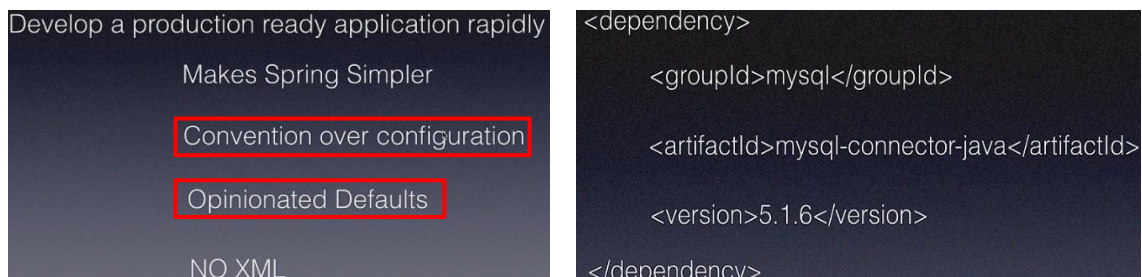 Develop a production ready application rapidly
Makes Spring Simpler
Convention over configuration
Opinionated Defaults
NO XML
<dependency>
<groupId>mysql</groupId>
<artifactId>mysql-connector-java</artifactId>
<version>5.1.6</version>
</dependency>